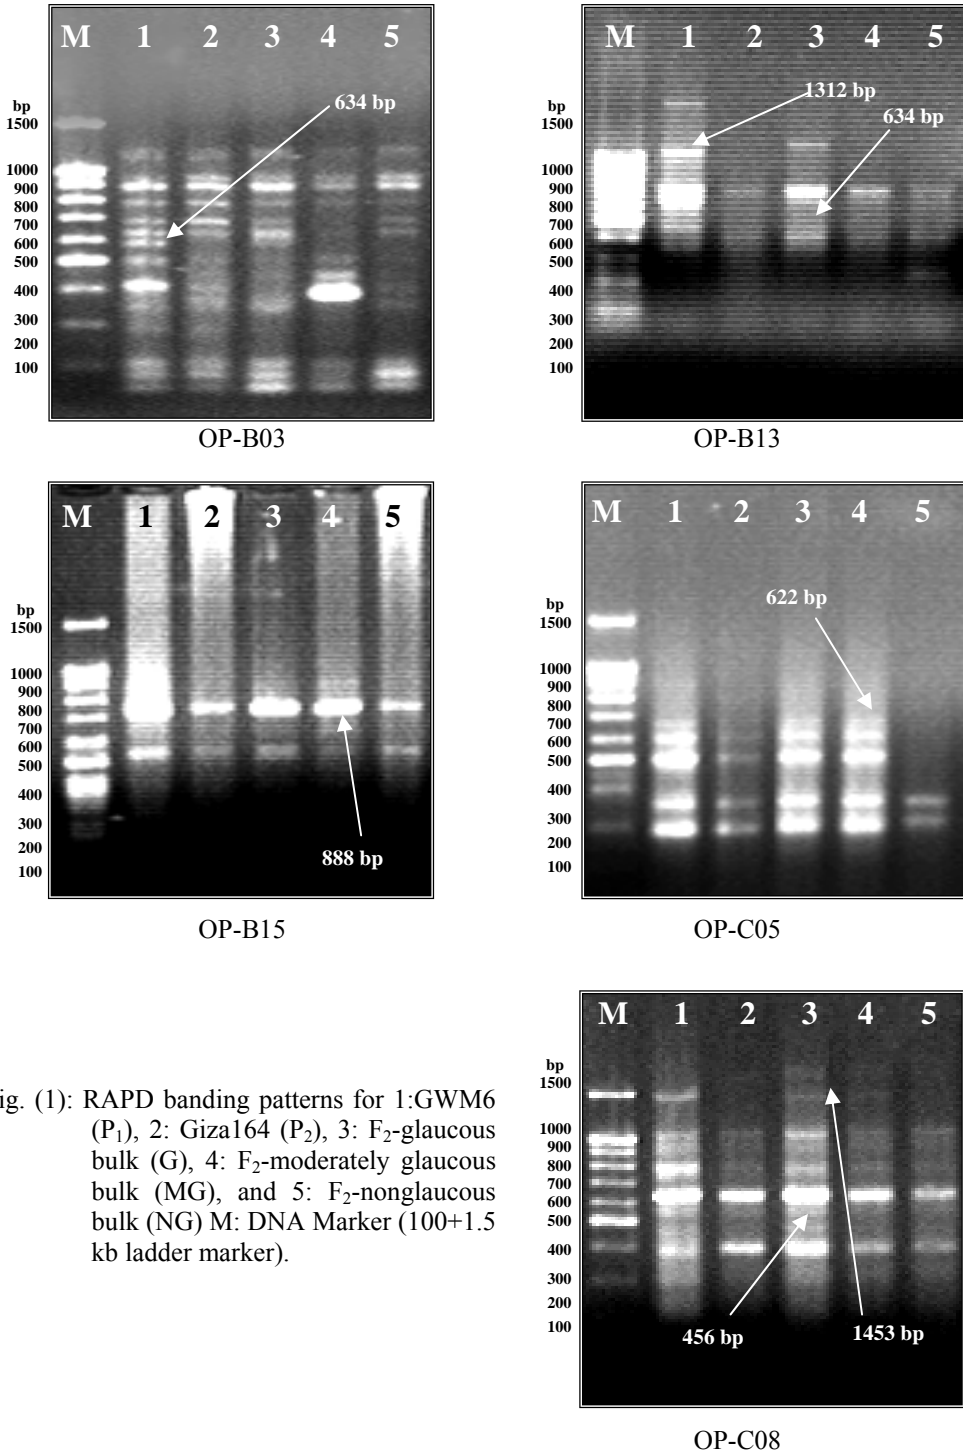 M 1 2 3 4 5
bp
1500
1000
900
800
700
600
500
400
300
200
100
634 bp
OP-B03
M 1 2 3 4 5
bp
1500
1000
900
800
700
600
500
400
300
200
100
1312 bp
634 bp
OP-B13
M 1 2 3 4 5
bp
1500
1000
900
800
700
600
500
400
300
200
100
888 bp
OP-B15
M 1 2 3 4 5
bp
1500
1000
900
800
700
600
500
400
300
200
100
622 bp
OP-C05
M 1 2 3 4 5
bp
1500
1000
900
800
700
600
500
400
300
200
100
456 bp
1453 bp
OP-C08
ig. (1): RAPD banding patterns for 1:GWM6
(P₁), 2: Giza164 (P₂), 3: F₂-glaucous
bulk (G), 4: F₂-moderately glaucous
bulk (MG), and 5: F₂-nonglaucous
bulk (NG) M: DNA Marker (100+1.5
kb ladder marker).